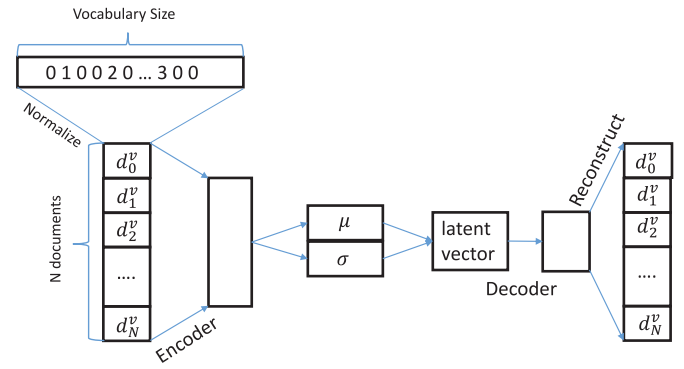 Vocabulary Size
0 1 0 0 2 0 ... 3 0 0
Normalize
N documents
d_0^v
d_1^v
d_2^v
....
d_N^v
Encoder
μ
σ
latent
vector
Decoder
Reconstruct
d_0^v
d_1^v
d_2^v
....
d_N^v